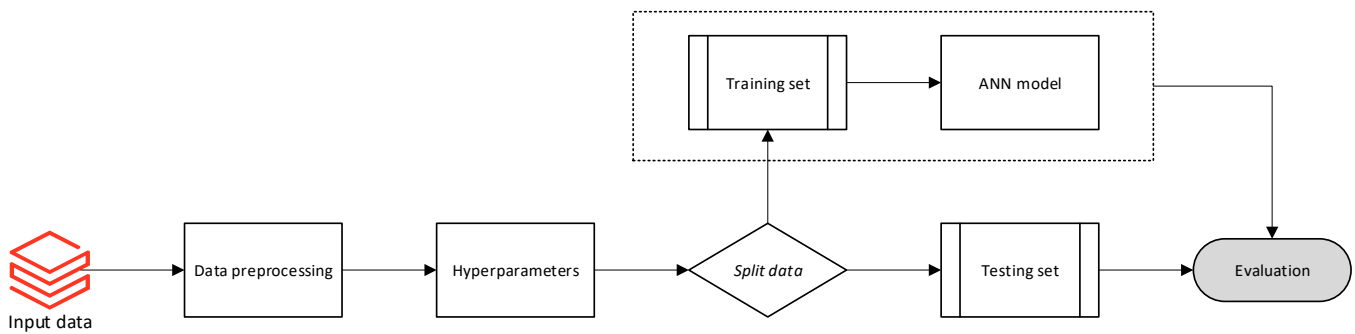 Training set
ANN model
Data preprocessing
Hyperparameters
Split data
Testing set
Evaluation
Input data